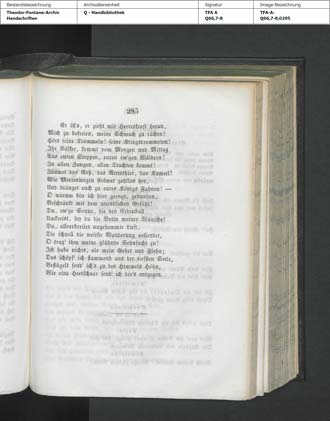 Bestandsbezeichnung
Theodor-Fontane-Archiv
Handschriften
Archivalieneinheit
Q - Handbibliothek
Signatur
TFA A
Q66,7-8
Image-Bezeichnung
TFA-A-
Q66,7-8,0295
285
Er ist's, er zieht mit Heereskraft heran,
Mich zu befreien, meine Schmach zu rächen!
Hört seine Trommeln! seine Kriegstrommeten!
Ihr Völker, kommt vom Morgen und Mittag
Aus euren Steppen, euren ew'gen Wäldern!
In allen Zungen, allen Trachten kommt!
Zäumet das Roß, das Rennthier, das Kameel!
Wie Meereswogen strömet zahllos her,
Und dränget euch zu eures Königs Fahnen! —
O warum bin ich hier geengt, gebunden,
Beschränkt mit dem unendlichen Gefühl!
Du, ew'ge Sonne, die den Erdenball
Umkreist, sei du die Botin meiner Wünsche!
Du, allverbreitet ungehemmte Luft,
Die schnell die weitste Wanderung vollendet,
O trag' ihm meine glühnde Sehnsucht zu!
Ich habe nichts, als mein Gebet und Flehn;
Das schöpf' ich flammend aus der tiefsten Seele,
Beflügelt send' ich's zu des Himmels Höhn,
Wie eine Heerschaar send' ich dir's entgegen.